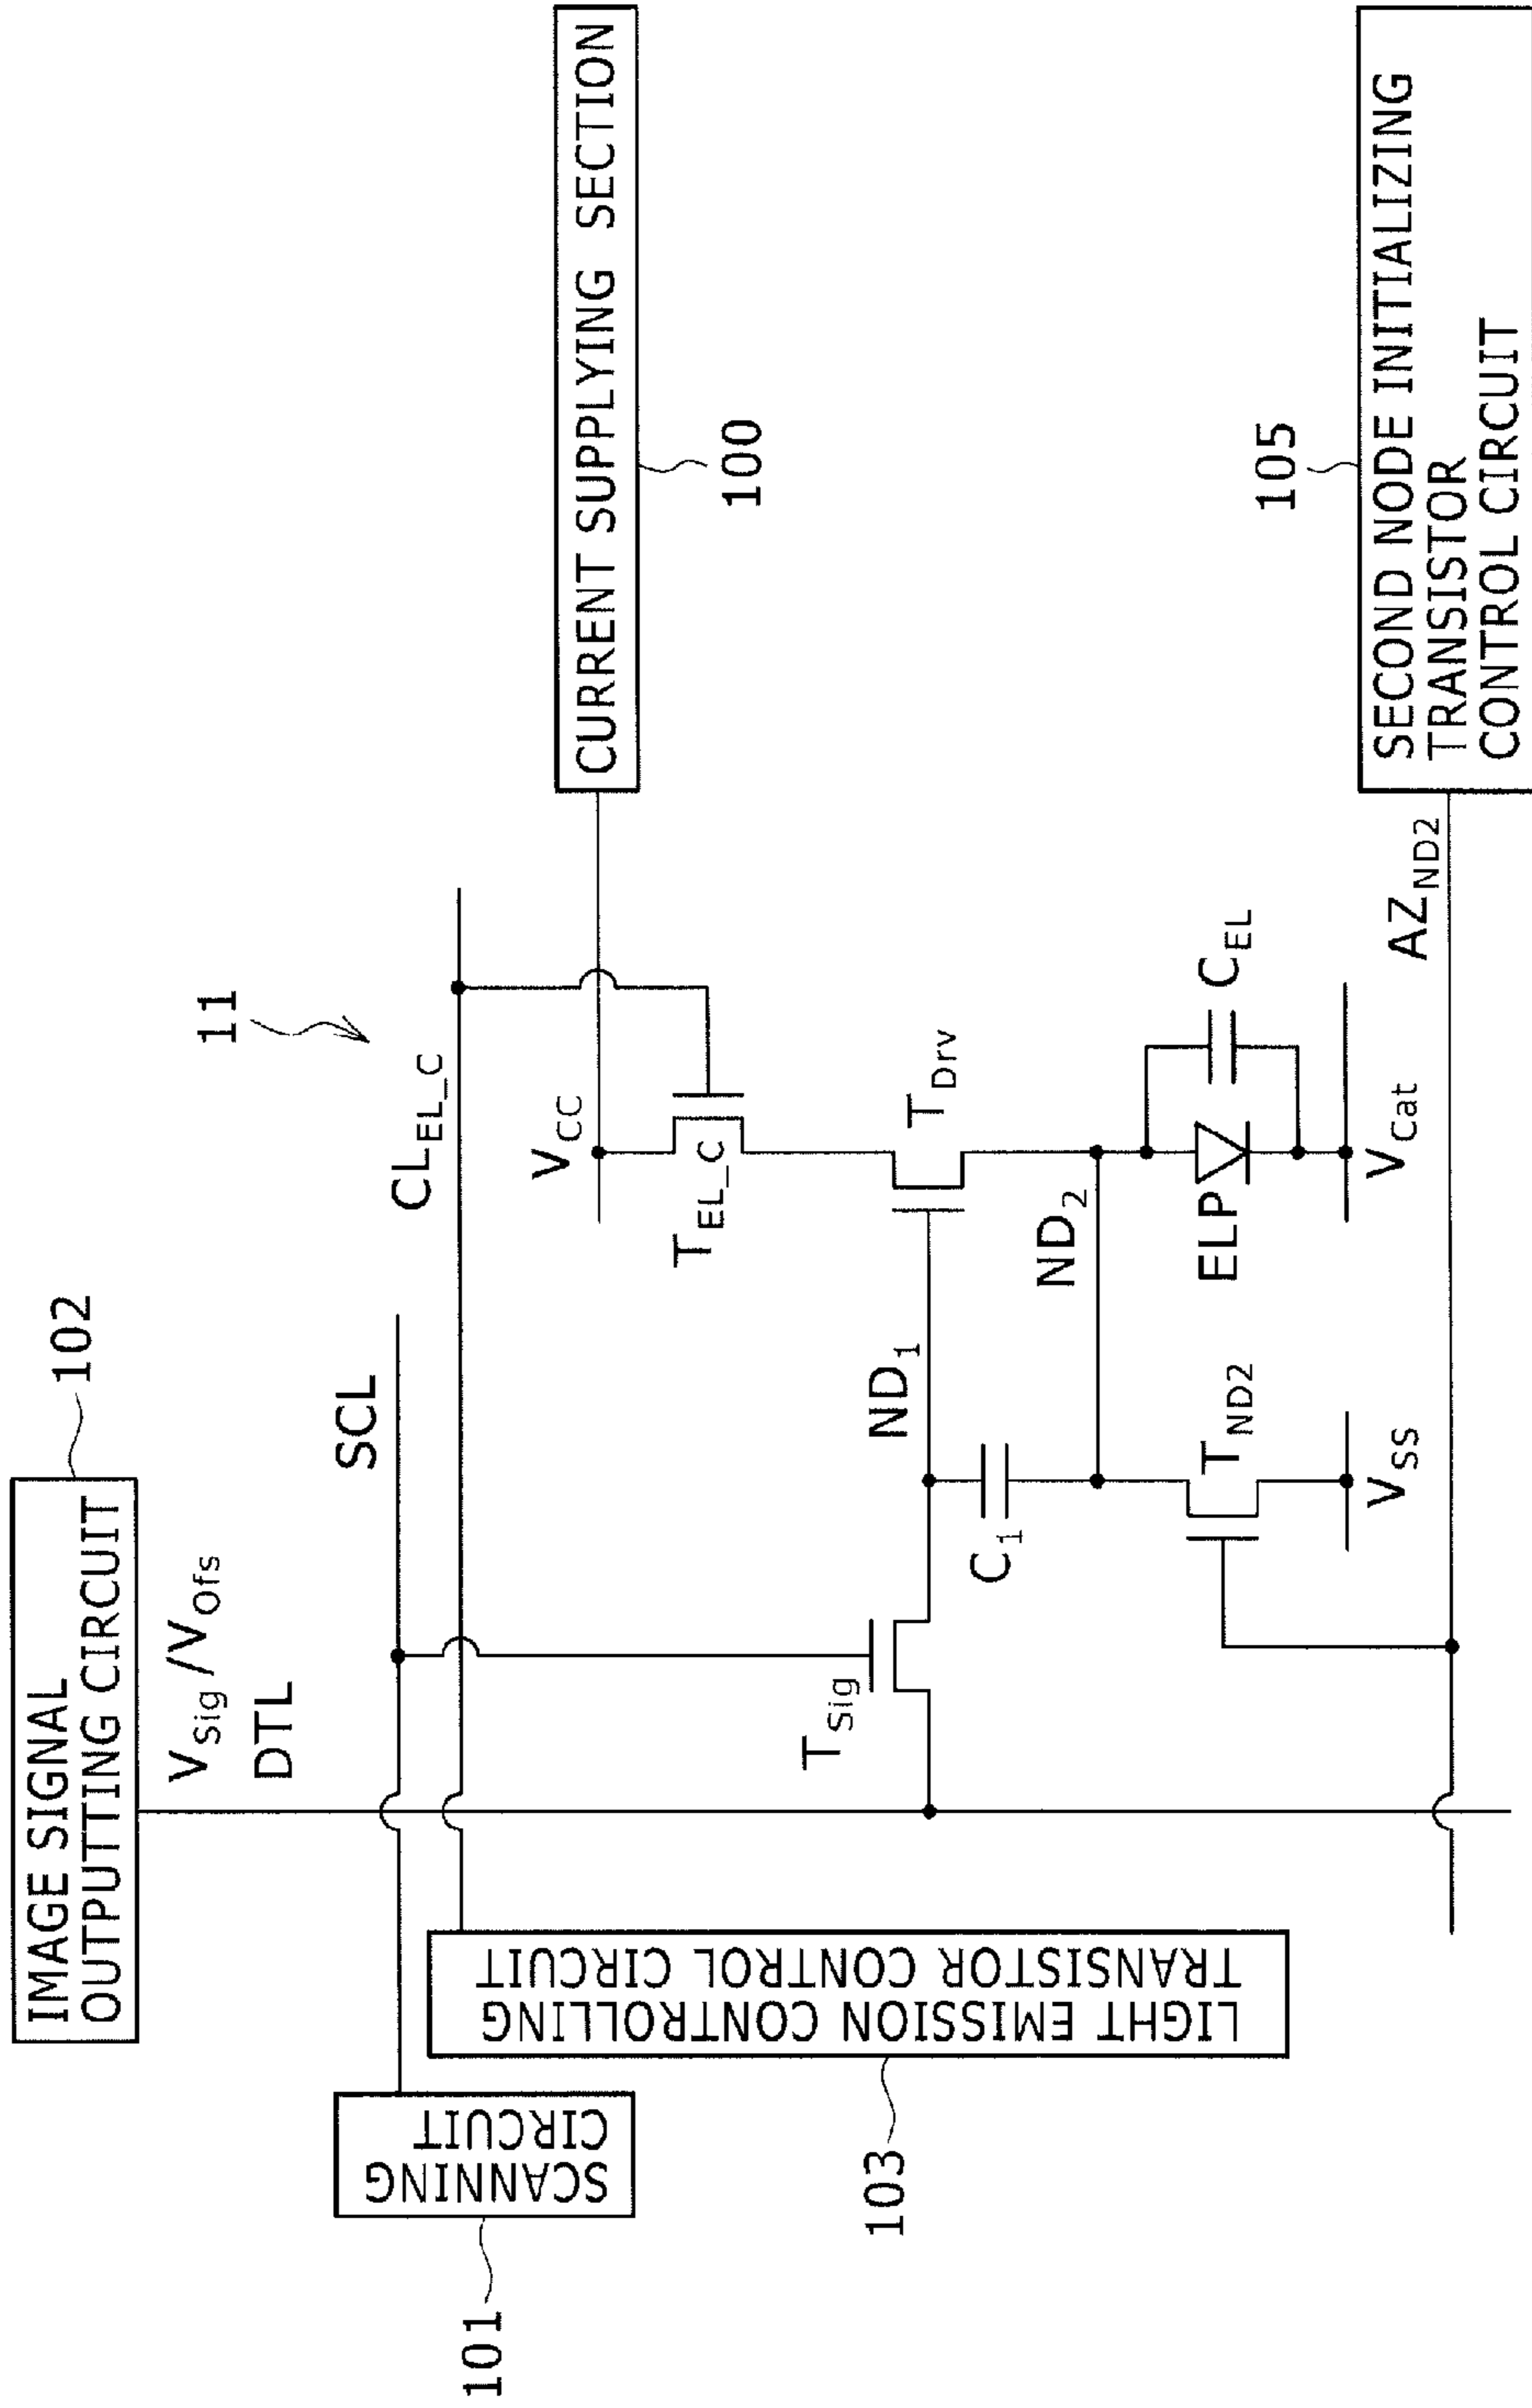 IMAGE SIGNAL
OUTPUTTING CIRCUIT
102
V_Sig /V_Ofs
DTL
SCL
11
CL_EL_C
101
SCANNING
CIRCUIT
CURRENT SUPPLYING SECTION
100
V_CC
T_EL_C
103
LIGHT EMISSION CONTROLLING
TRANSISTOR CONTROL CIRCUIT
T_Sig
ND_1
T_Drv
C_1
ND_2
T_ND2
ELP
C_EL
V_SS
V_Cat
AZ_ND2
105
SECOND NODE INITIALIZING
TRANSISTOR
CONTROL CIRCUIT